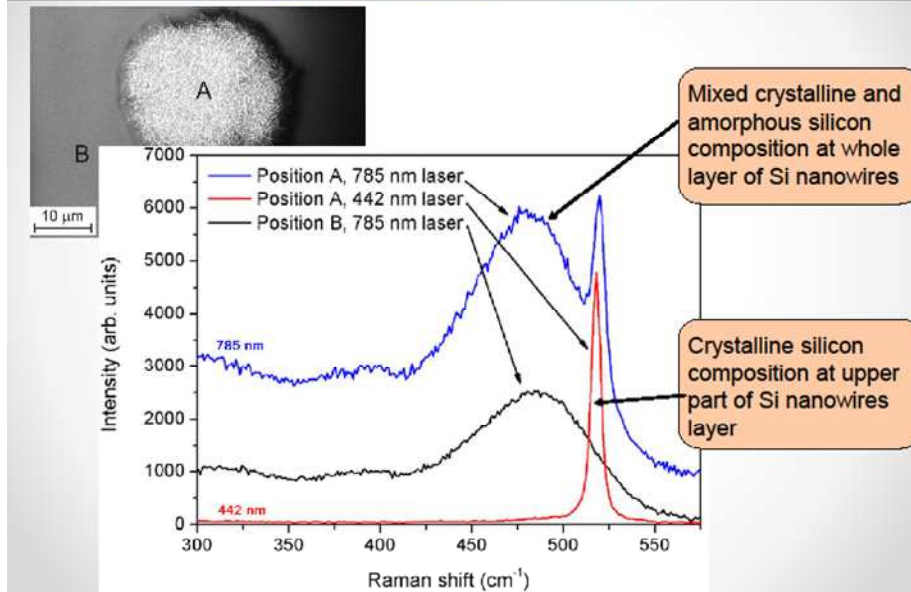 A
B
10 µm
Mixed crystalline and
amorphous silicon
composition at whole
layer of Si nanowires
7000
6000
5000
4000
3000
2000
1000
0
Intensity (arb. units)
Position A, 785 nm laser
Position A, 442 nm laser
Position B, 785 nm laser
785 nm
442 nm
Crystalline silicon
composition at upper
part of Si nanowires
layer
300 350 400 450 500 550
Raman shift (cm⁻¹)